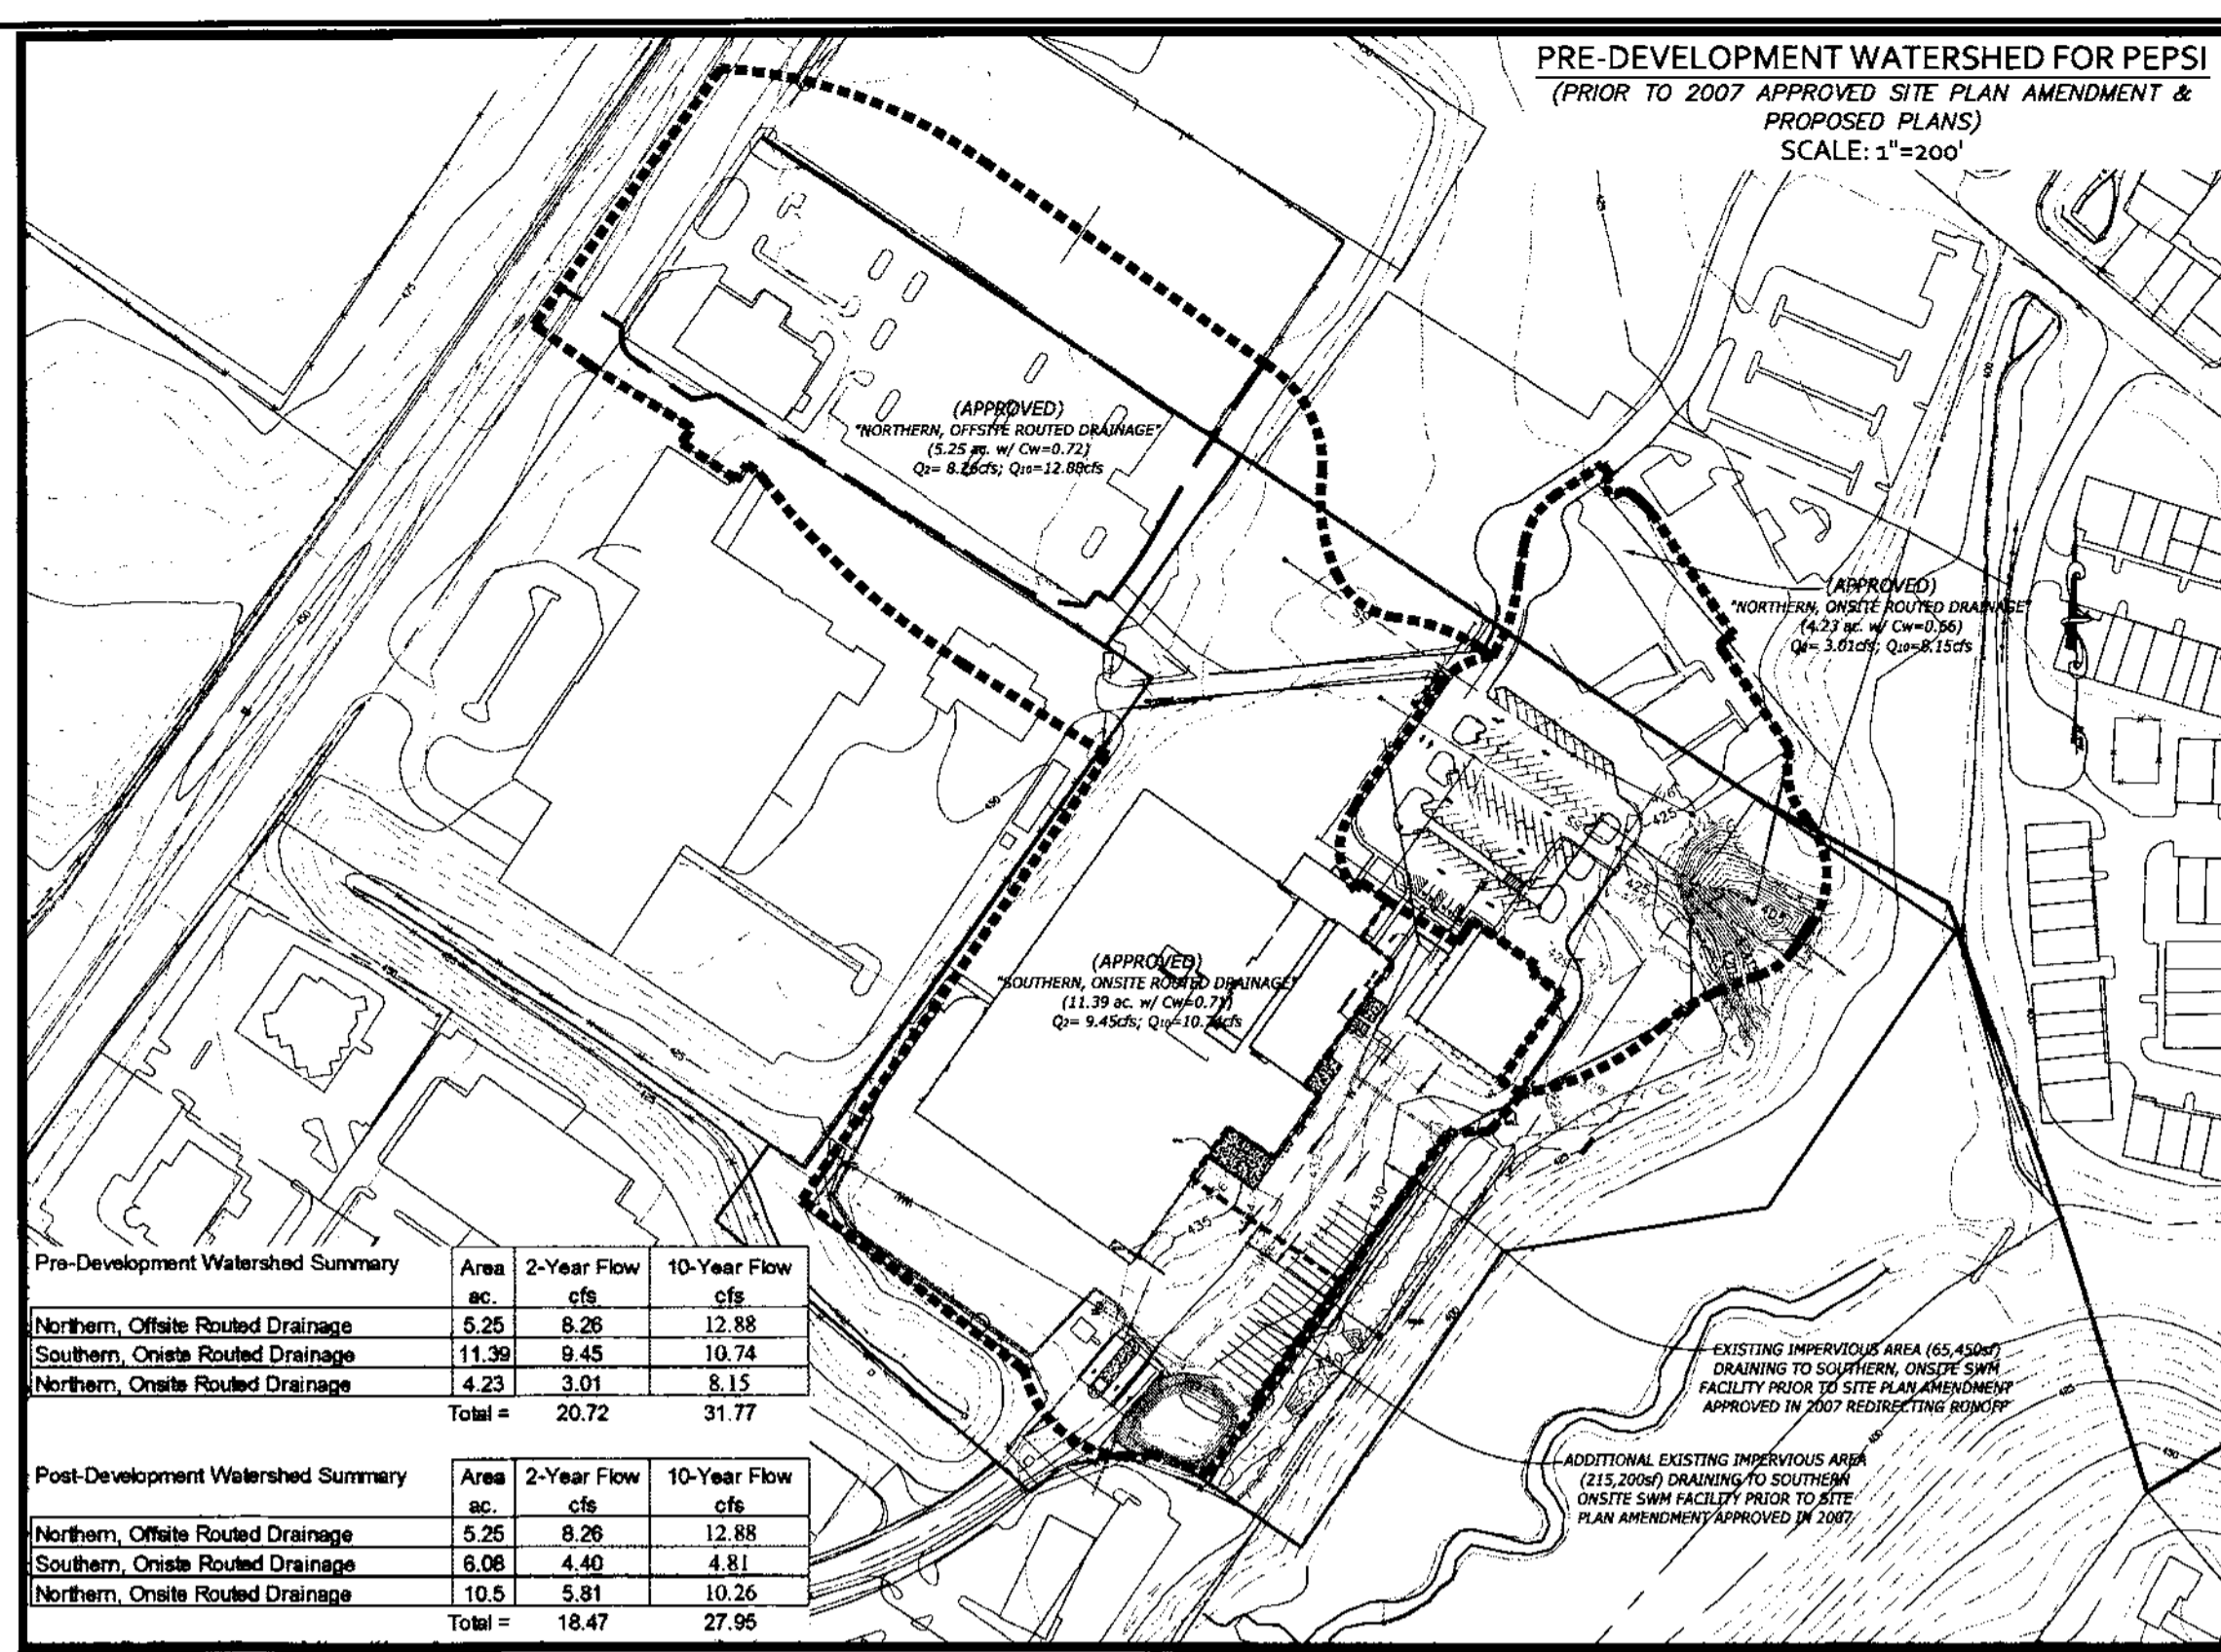 PRE-DEVELOPMENT WATERSHED FOR PEPSI
(PRIOR TO 2007 APPROVED SITE PLAN AMENDMENT &
PROPOSED PLANS)
SCALE: 1"=200'
(APPROVED)
"NORTHERN, OFFSITE ROUTED DRAINAGE"
(5.25 ac. w/ Cw=0.72)
Q2= 8.26cfs; Q10=12.88cfs
(APPROVED)
"NORTHERN, ONSITE ROUTED DRAINAGE"
(4.23 ac. w/ Cw=0.66)
Q2= 3.01cfs; Q10=8.15cfs
(APPROVED)
"SOUTHERN, ONSITE ROUTED DRAINAGE"
(11.39 ac. w/ Cw=0.71)
Q2= 9.45cfs; Q10=10.74cfs
425
425
405
435
430
EXISTING IMPERVIOUS AREA (65,450sf)
DRAINING TO SOUTHERN, ONSITE SWM
FACILITY PRIOR TO SITE PLAN AMENDMENT
APPROVED IN 2007 REDIRECTING RUNOFF
ADDITIONAL EXISTING IMPERVIOUS AREA
(215,200sf) DRAINING TO SOUTHERN
ONSITE SWM FACILITY PRIOR TO SITE
PLAN AMENDMENT APPROVED IN 2007
Pre-Development Watershed Summary Area 2-Year Flow 10-Year Flow
ac. cfs cfs
Northern, Offsite Routed Drainage 5.25 8.26 12.88
Southern, Oniste Routed Drainage 11.39 9.45 10.74
Northern, Onsite Routed Drainage 4.23 3.01 8.15
Total = 20.72 31.77
Post-Development Watershed Summary Area 2-Year Flow 10-Year Flow
ac. cfs cfs
Northern, Offsite Routed Drainage 5.25 8.26 12.88
Southern, Oniste Routed Drainage 6.08 4.40 4.81
Northern, Onsite Routed Drainage 10.5 5.81 10.26
Total = 18.47 27.95